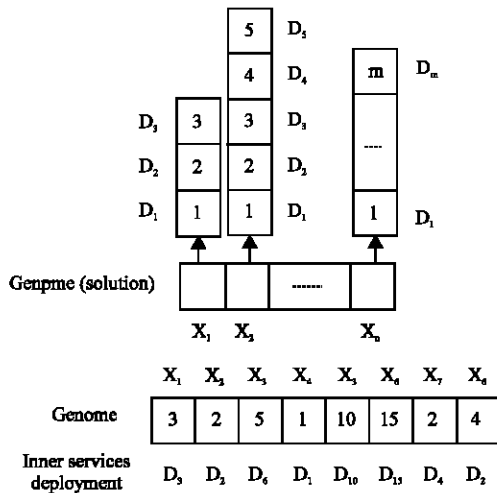 5 D₅
4 D₄ m Dₘ
D₃ 3 3 D₃
D₂ 2 2 D₂ ....
D₁ 1 1 D₁ 1 D₁
Genpme (solution) .......
X₁ X₂ Xₙ
X₁ X₂ X₃ X₄ X₅ X₆ X₇ X₈
Genome 3 2 5 1 10 15 2 4
Inner services
deployment D₃ D₂ D₆ D₁ D₁₀ D₁₅ D₄ D₂